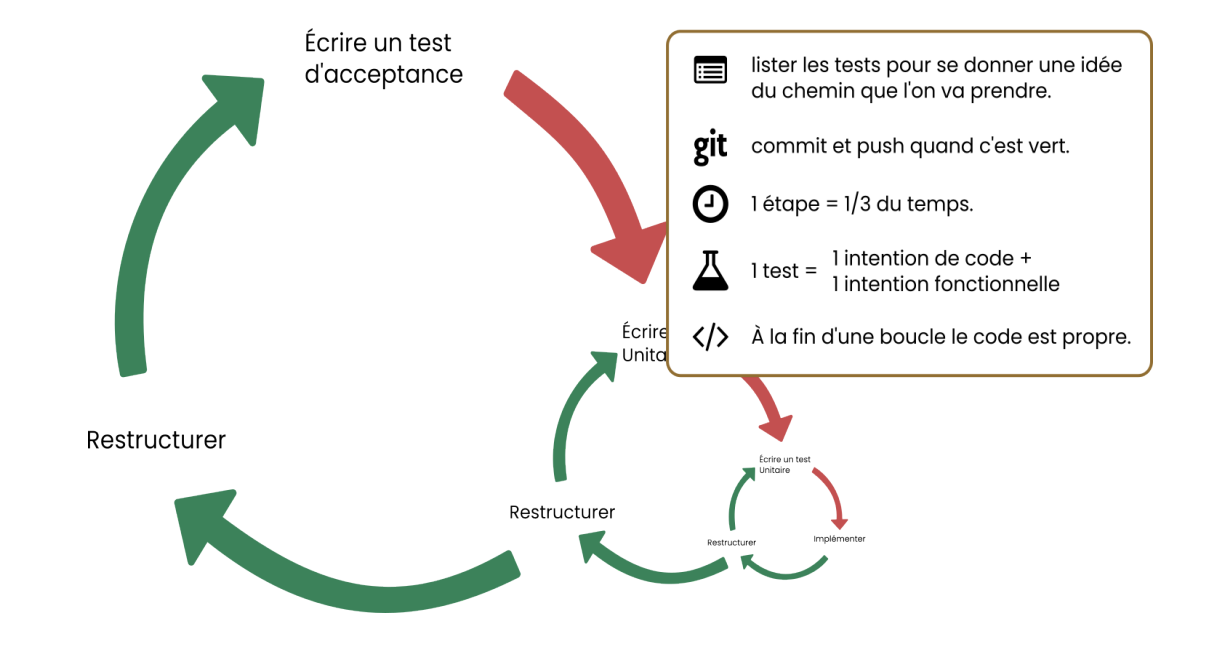 Écrire un test
d'acceptance
lister les tests pour se donner une idée
du chemin que l'on va prendre.
git
commit et push quand c'est vert.
1 étape = 1/3 du temps.
1 test =
1 intention de code +
1 intention fonctionnelle
</>
À la fin d'une boucle le code est propre.
Écrire
Restructurer
Écrire un test
Unitaire
Restructurer
Restructurer
Implémenter